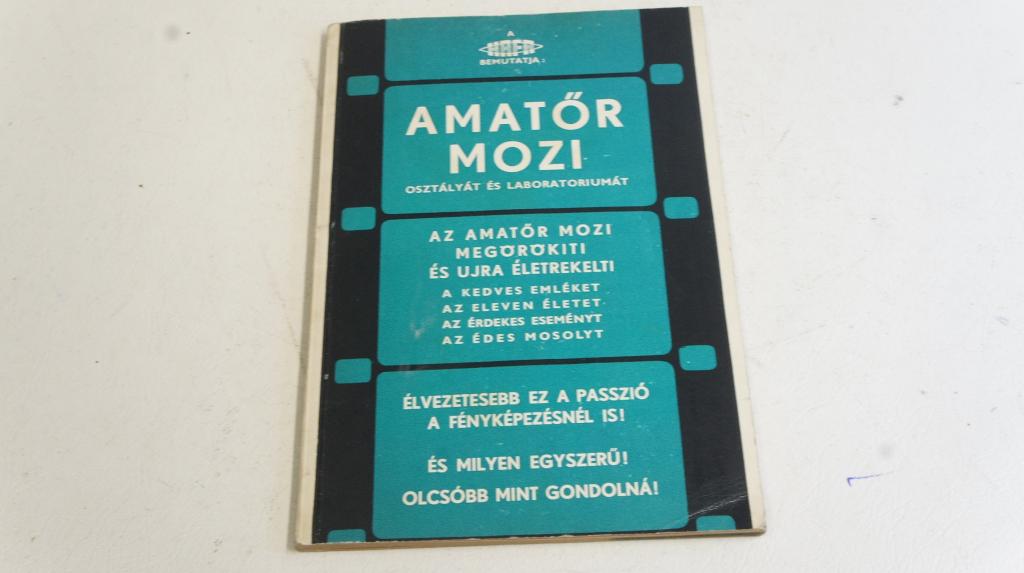 A
HAFA
BEMUTATJA:
AMATŐR
MOZI
OSZTÁLYÁT ÉS LABORATORIUMÁT
AZ AMATŐR MOZI
MEGÖRÖKITI
ÉS UJRA ÉLETREKELTI
A KEDVES EMLÉKET
AZ ELEVEN ÉLETET
AZ ÉRDEKES ESEMÉNYT
AZ ÉDES MOSOLYT
ÉLVEZETESEBB EZ A PASSZIÓ
A FÉNYKÉPEZÉSNÉL IS!
ÉS MILYEN EGYSZERŰ!
OLCSÓBB MINT GONDOLNÁ!